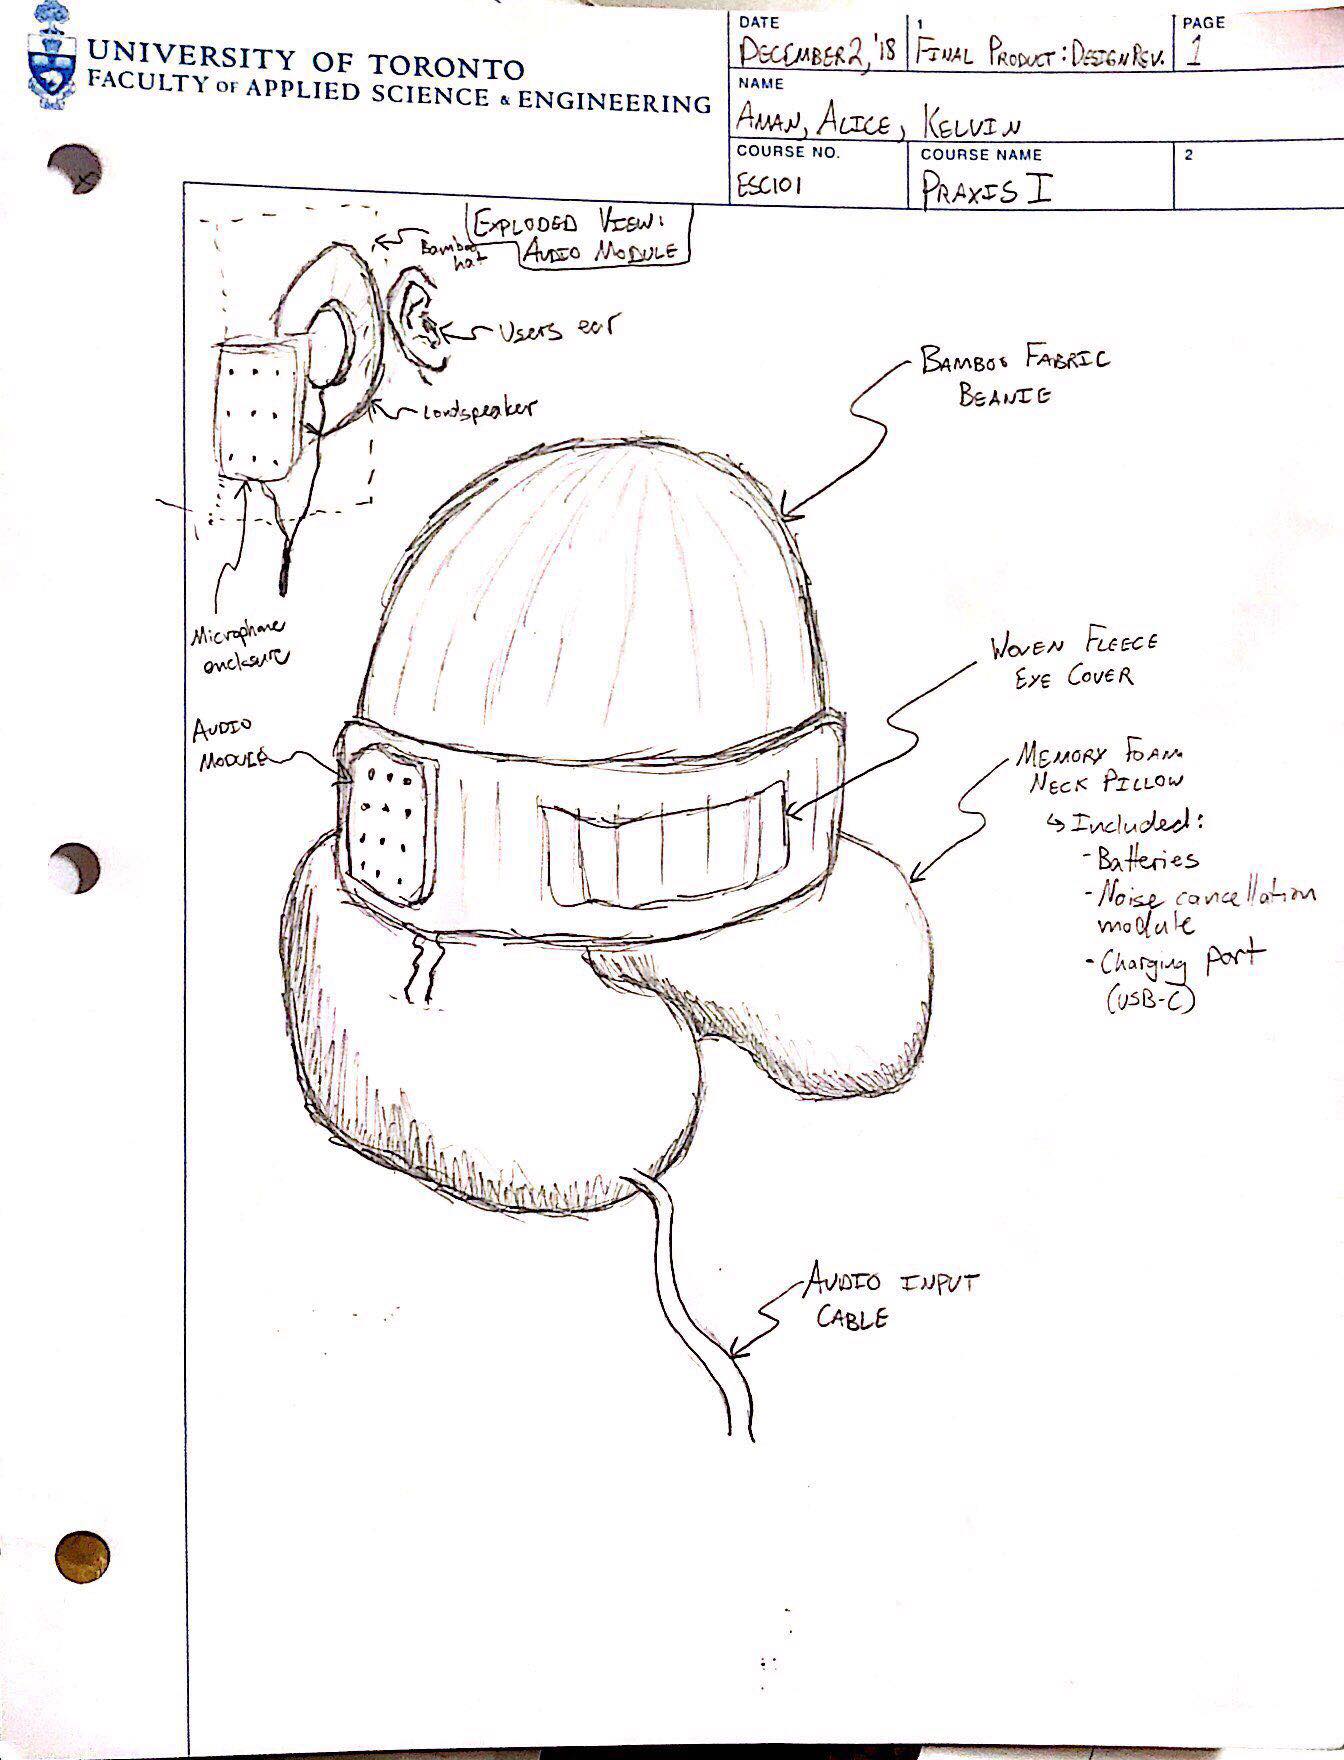 UNIVERSITY OF TORONTO
FACULTY OF APPLIED SCIENCE & ENGINEERING
DATE
DECEMBER 2, '18
1
FINAL PRODUCT: DESIGN REV.
PAGE
1
NAME
AMAN, ALICE, KELVIN
COURSE NO.
ESC101
COURSE NAME
PRAXIS I
2
EXPLODED VIEW:
AUDIO MODULE
Bamboo
hat
Users ear
Loudspeaker
Microphone
enclosure
BAMBOO FABRIC
BEANIE
WOVEN FLEECE
EYE COVER
AUDIO
MODULE
MEMORY FOAM
NECK PILLOW
↳ Included:
- Batteries
- Noise cancellation
module
- Charging port
(USB-C)
AUDIO INPUT
CABLE